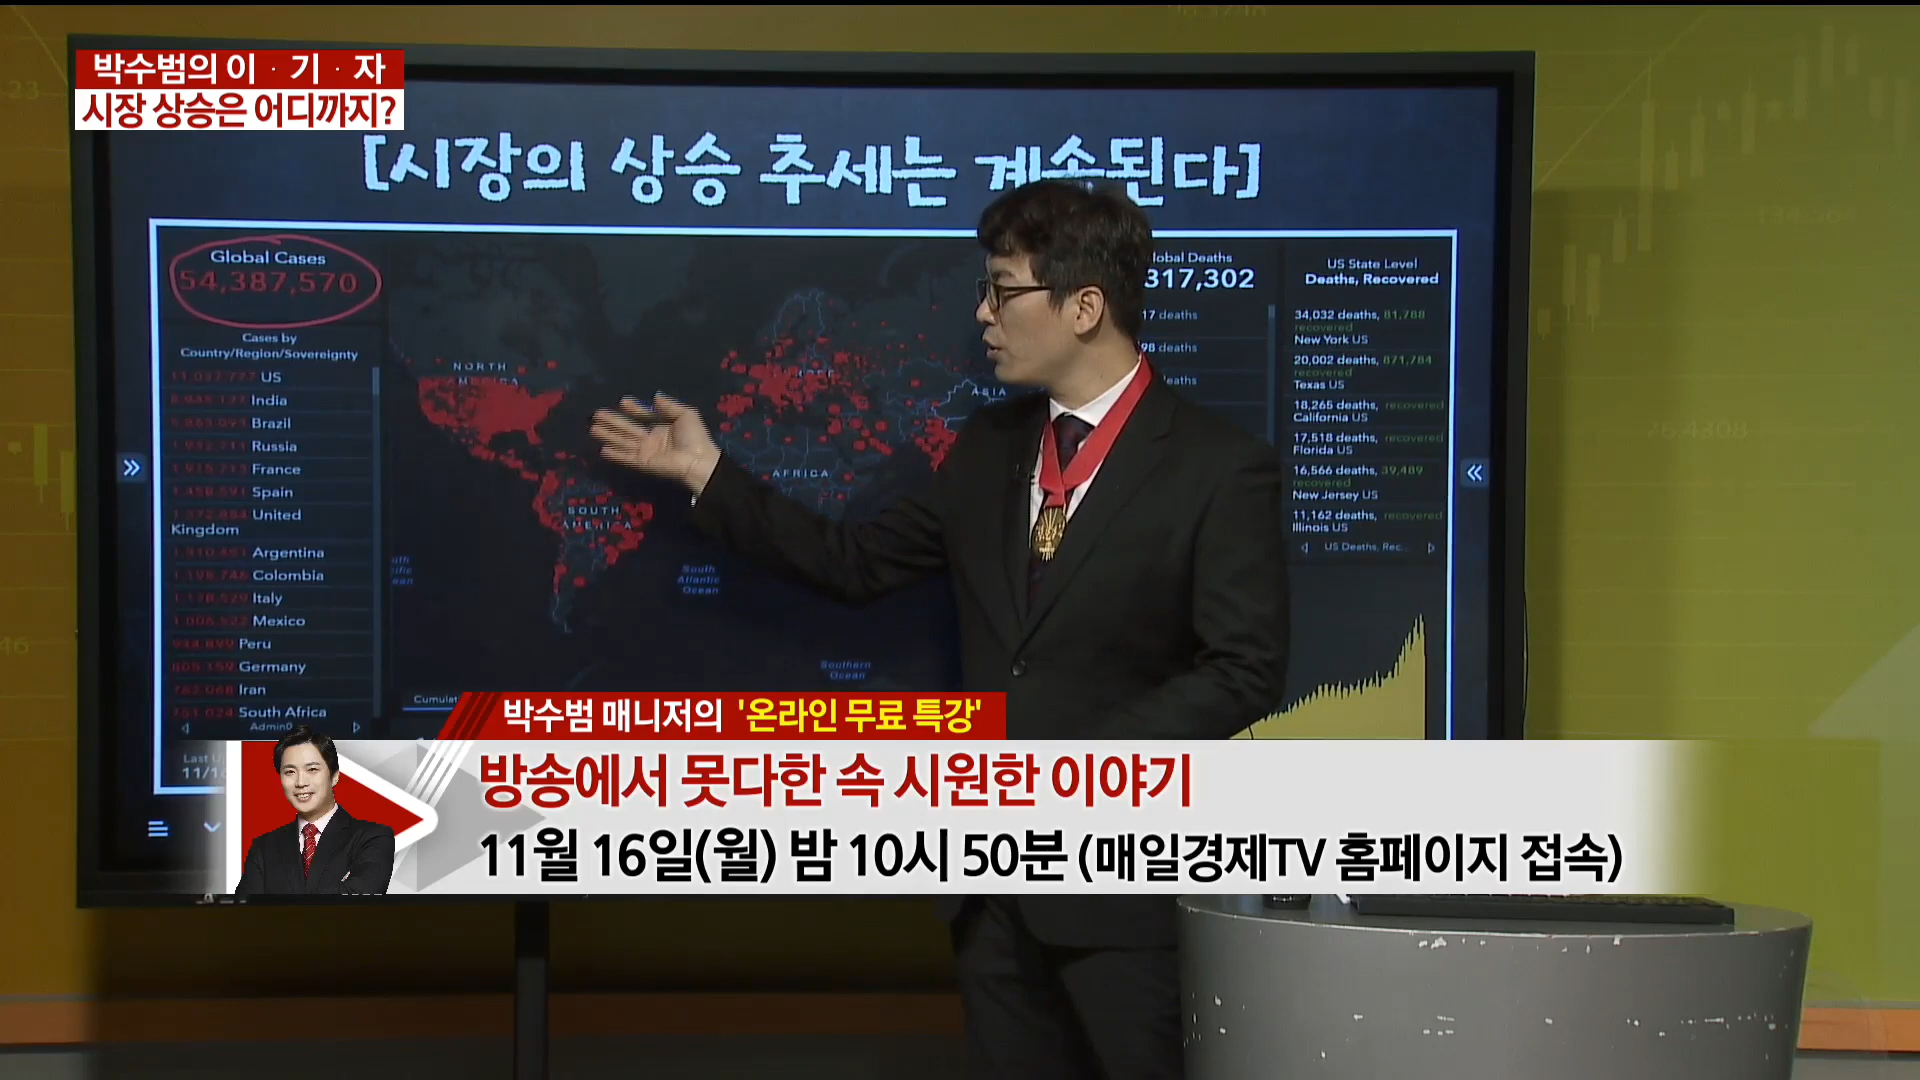 박수범의 이 · 기 · 자
시장 상승은 어디까지?
[시장의 상승 추세는 계속된다]
Global Cases
54,387,570
Cases by
Country/Region/Sovereignty
US
India
Brazil
Russia
France
Spain
United
Kingdom
Argentina
Colombia
Italy
Mexico
Peru
Germany
Iran
South Africa
Admin0
NORTH
AMERICA
SOUTH
AMERICA
AFRICA
ASIA
South
Atlantic
Ocean
Southern
Ocean
Deaths
317,302
17 deaths
98 deaths
US State Level
Deaths, Recovered
34,032 deaths, 81,788
recovered
New York US
20,002 deaths, 871,784
recovered
Texas US
18,265 deaths, recovered
California US
17,518 deaths, recovered
Florida US
16,566 deaths, 39,489
recovered
New Jersey US
11,162 deaths, recovered
Illinois US
US Deaths, Rec...
박수범 매니저의 '온라인 무료 특강'
방송에서 못다한 속 시원한 이야기
11월 16일(월) 밤 10시 50분 (매일경제TV 홈페이지 접속)